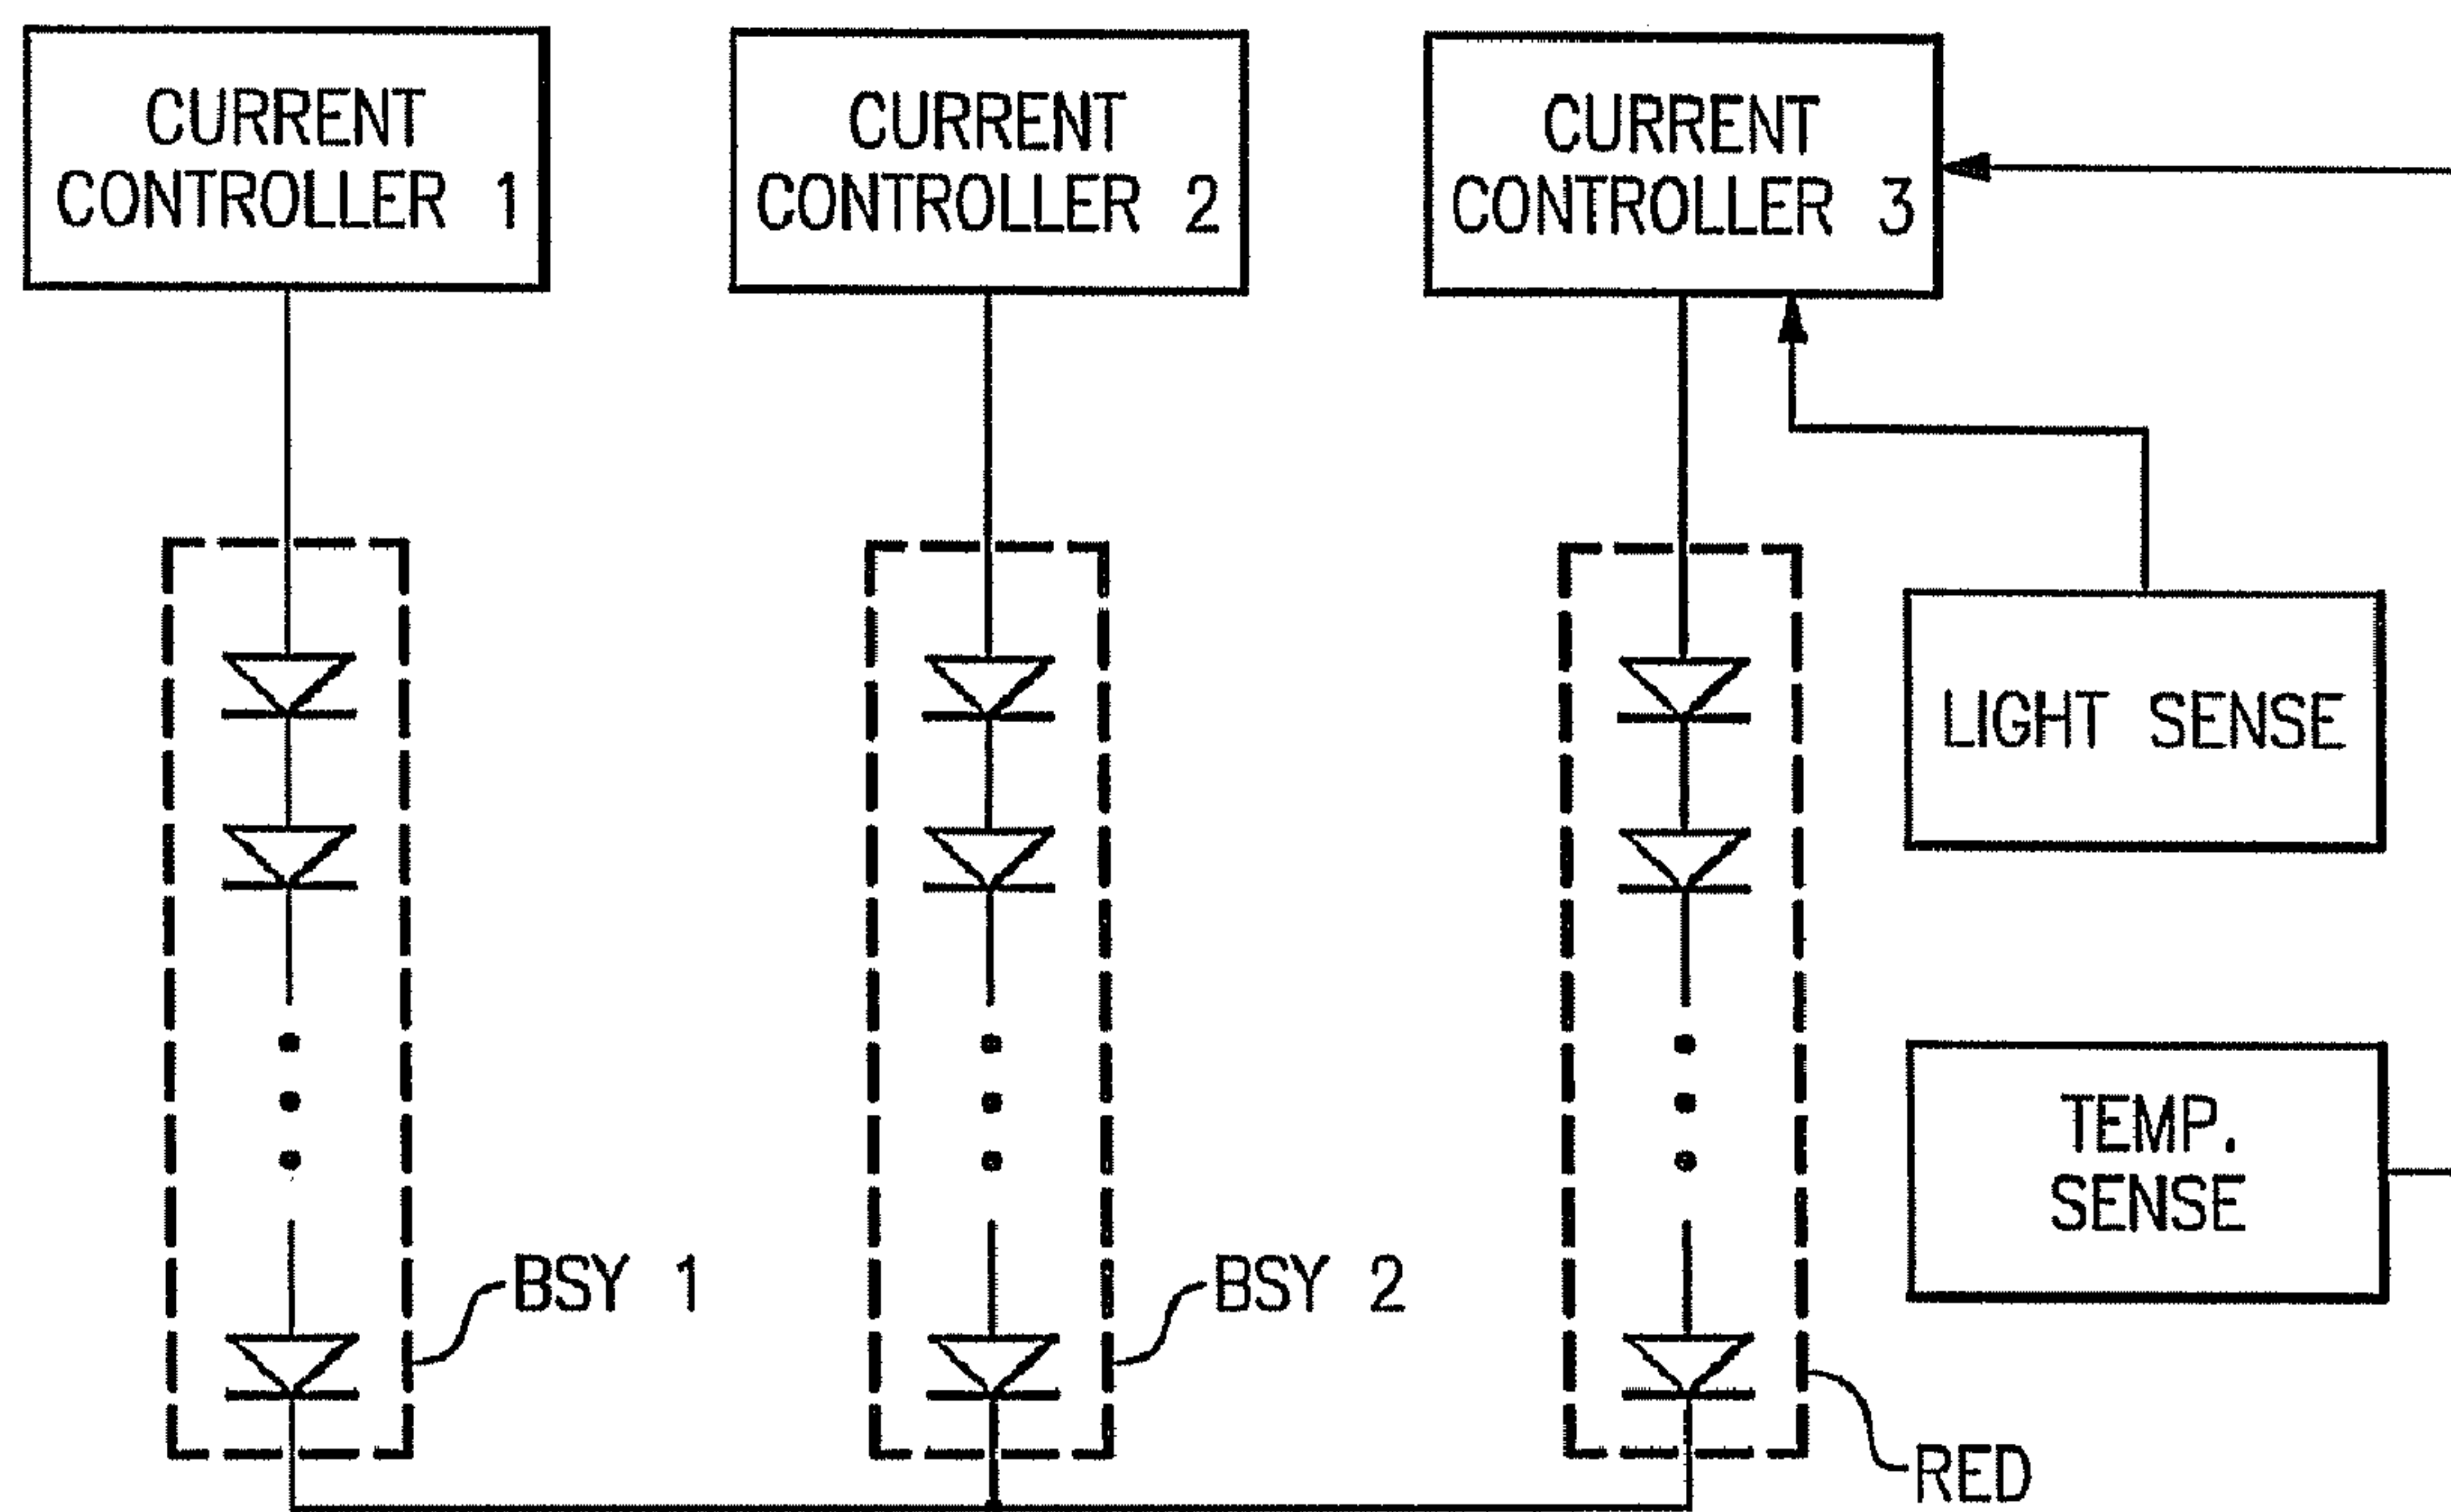 CURRENT
CONTROLLER 1
CURRENT
CONTROLLER 2
CURRENT
CONTROLLER 3
LIGHT SENSE
TEMP.
SENSE
BSY 1
BSY 2
RED